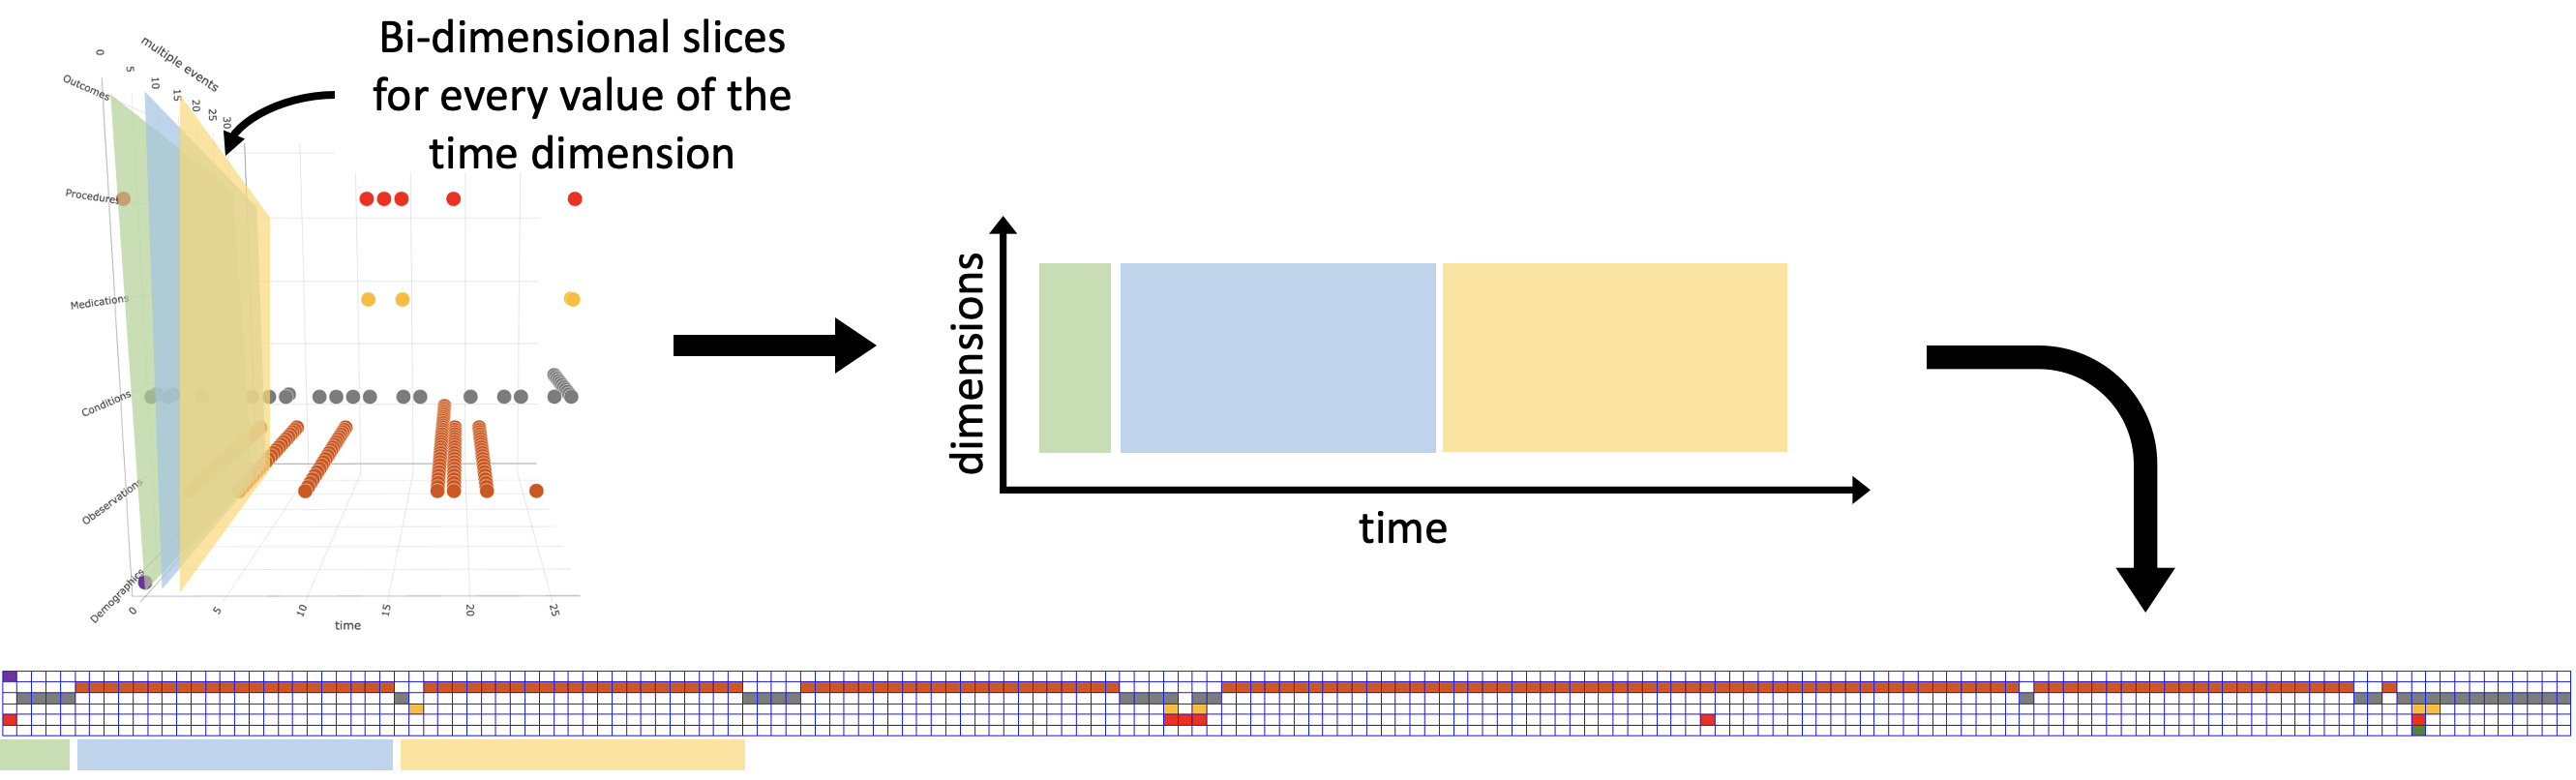 Bi-dimensional slices
for every value of the
time dimension
multiple events
0
5
10
15
20
25
30
Outcomes
Procedures
Medications
Conditions
Obeservations
Demographics
0
5
10
15
20
25
time
dimensions
time